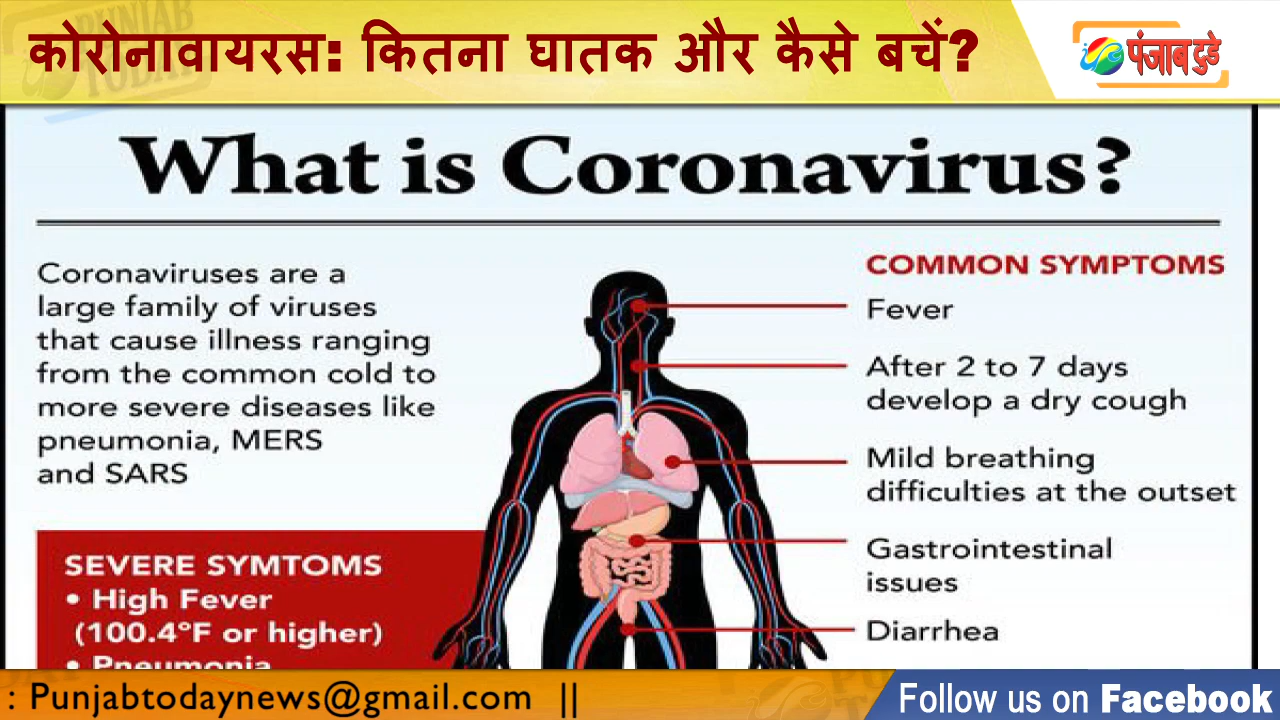 कोरोनावायरस: कितना घातक और कैसे बचें?
पंजाब टुडे
What is Coronavirus?
Coronaviruses are a
large family of viruses
that cause illness ranging
from the common cold to
more severe diseases like
pneumonia, MERS
and SARS
SEVERE SYMTOMS
• High Fever
(100.4°F or higher)
• Pneumonia
COMMON SYMPTOMS
Fever
After 2 to 7 days
develop a dry cough
Mild breathing
difficulties at the outset
Gastrointestinal
issues
Diarrhea
: Punjabtodaynews@gmail.com ||
Follow us on Facebook